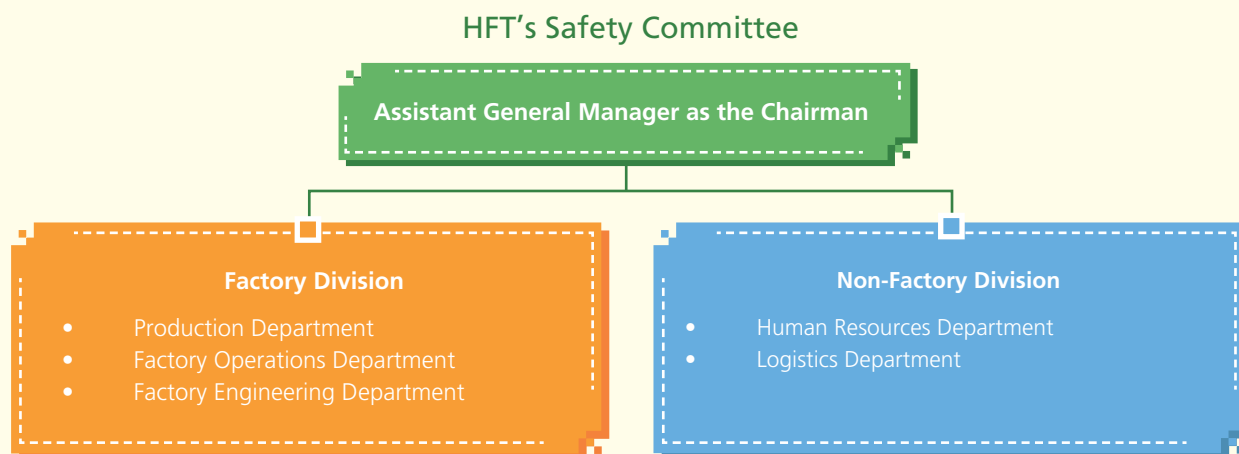 HFT's Safety Committee
Assistant General Manager as the Chairman
Factory Division
• Production Department
• Factory Operations Department
• Factory Engineering Department
Non-Factory Division
• Human Resources Department
• Logistics Department